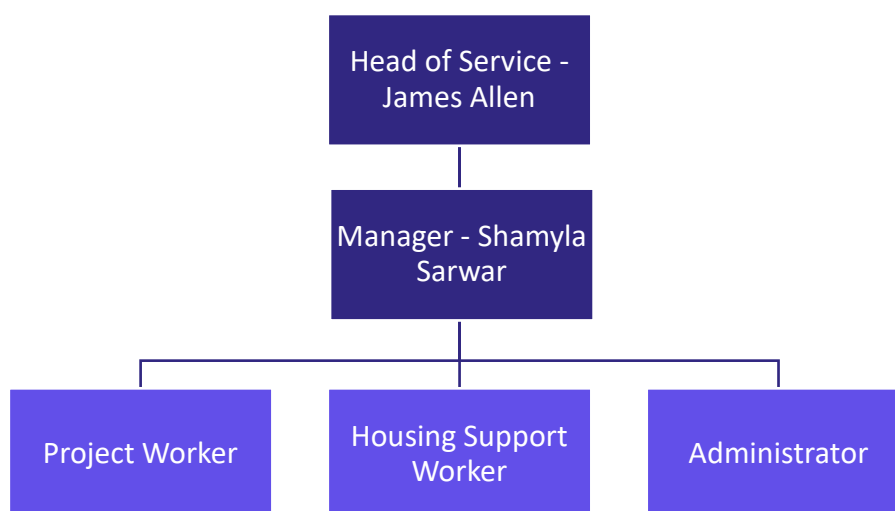 Head of Service -
James Allen
Manager - Shamyla
Sarwar
Project Worker
Housing Support
Worker
Administrator